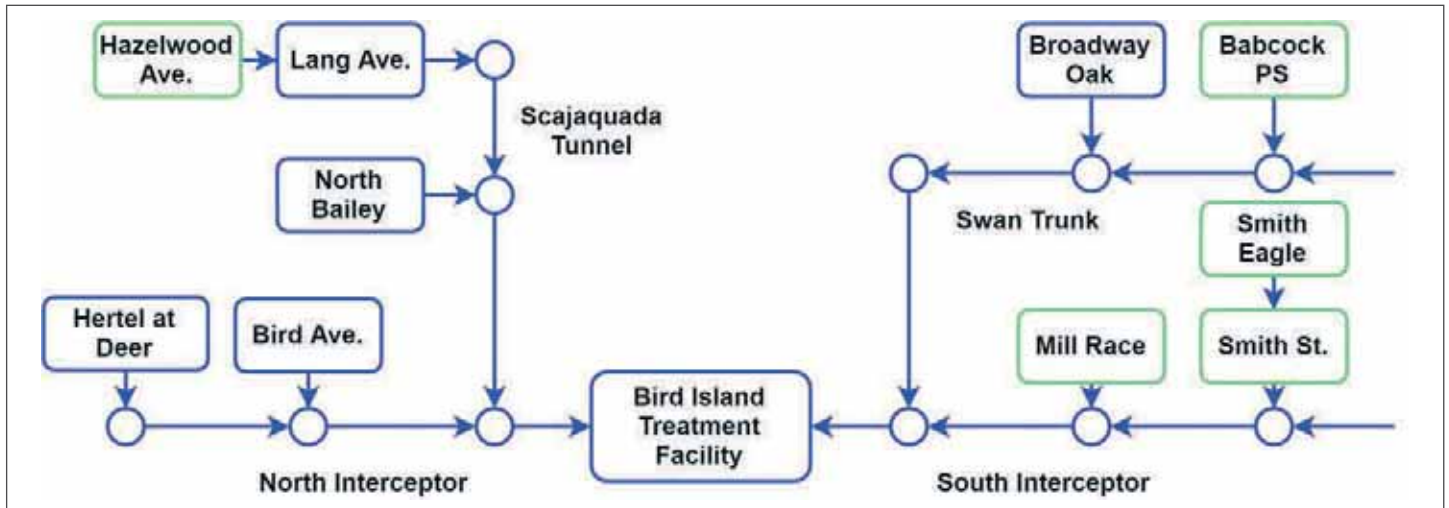 Hazelwood
Ave.
Lang Ave.
Broadway
Oak
Babcock
PS
Scajaquada
Tunnel
North
Bailey
Swan Trunk
Smith
Eagle
Hertel at
Deer
Bird Ave.
Mill Race
Smith St.
Bird Island
Treatment
Facility
North Interceptor
South Interceptor